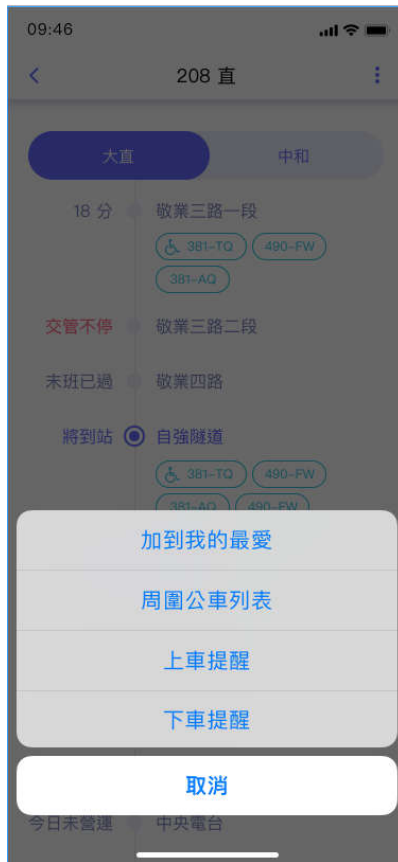 09:46
208 直
大直
中和
18 分
敬業三路一段
381-TQ
490-FW
381-AQ
交管不停
敬業三路二段
末班已過
敬業四路
將到站
自強隧道
381-TQ
490-FW
381-AQ
490-FW
加到我的最愛
周圍公車列表
上車提醒
下車提醒
取消
今日未營運
中央電台